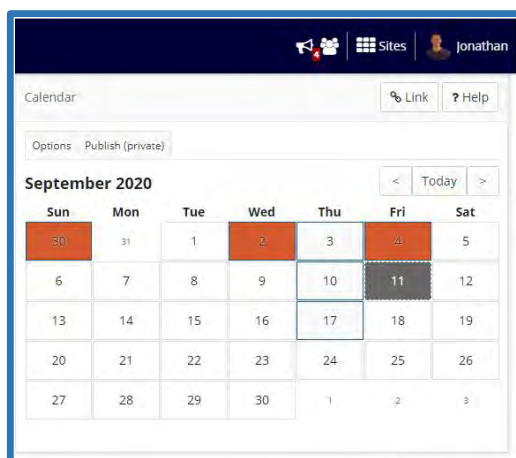 4 Sites Jonathan
Calendar Link ? Help
Options Publish (private)
September 2020 < Today >
Sun Mon Tue Wed Thu Fri Sat
30 31 1 2 3 4 5
6 7 8 9 10 11 12
13 14 15 16 17 18 19
20 21 22 23 24 25 26
27 28 29 30 1 2 3